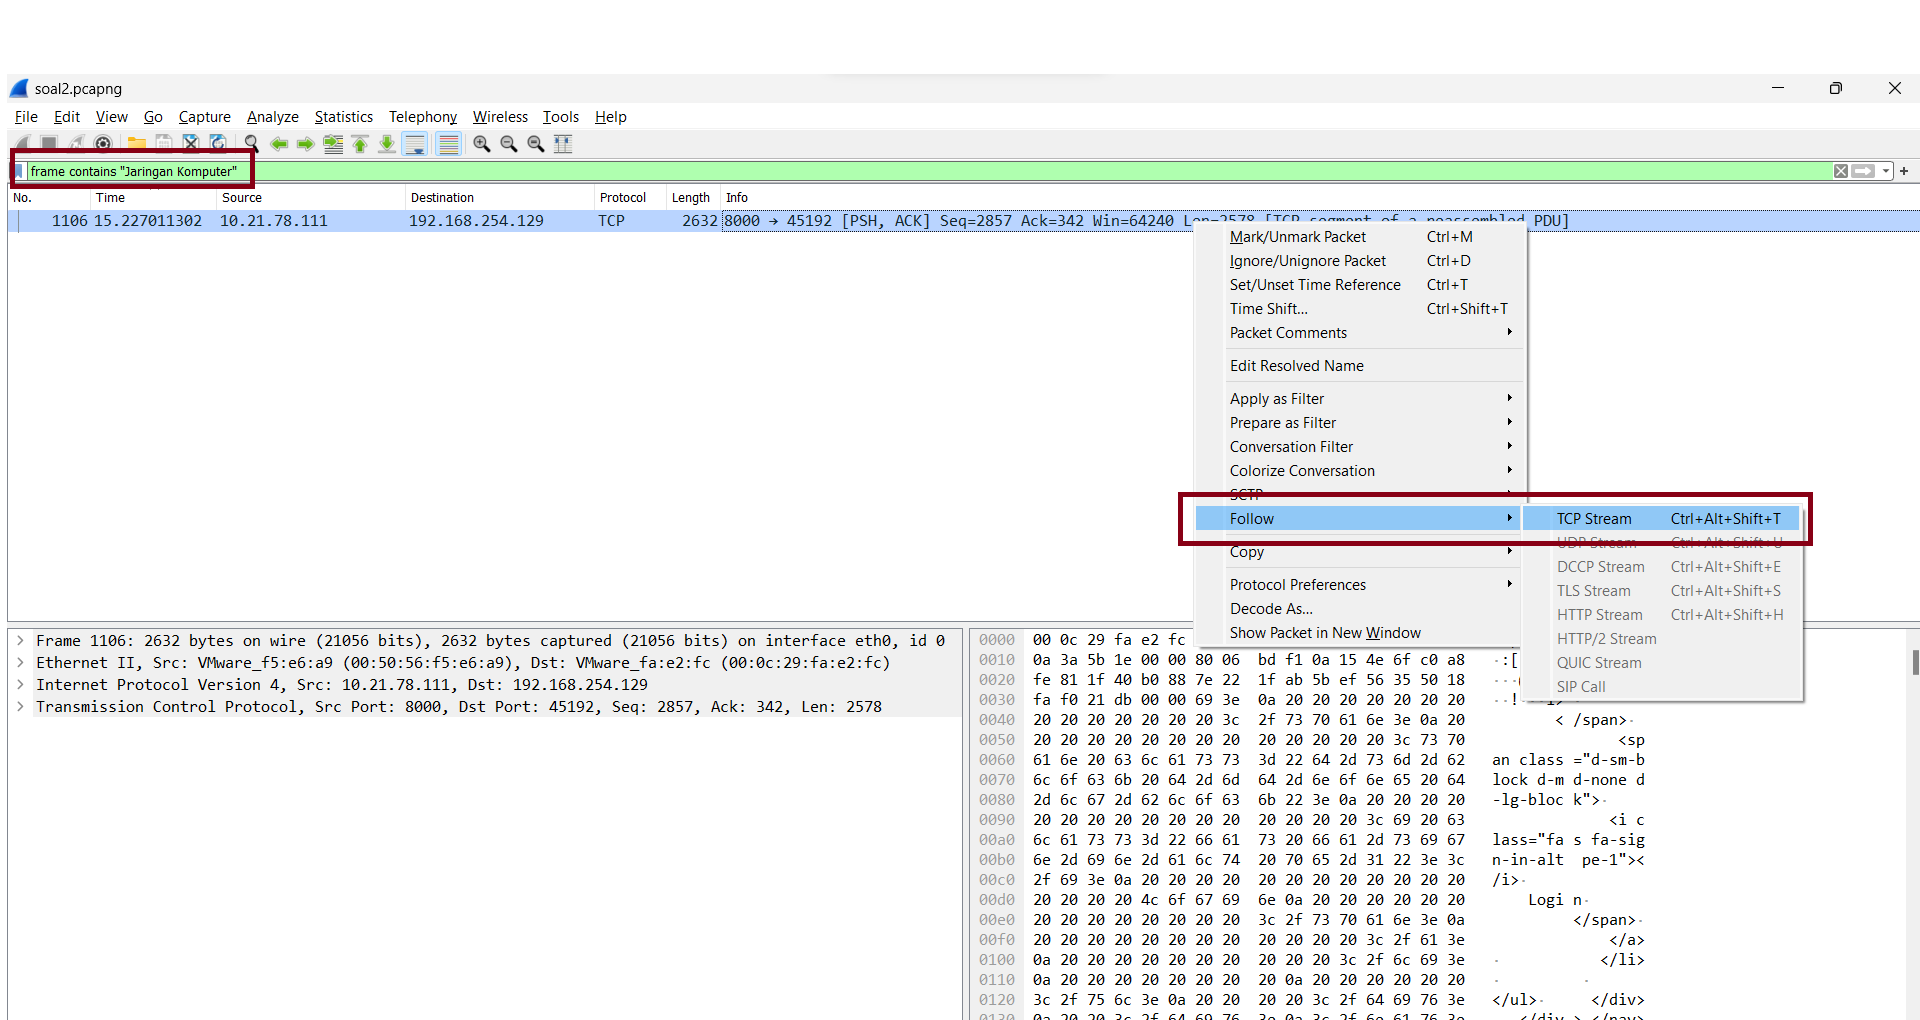 soal2.pcapng
File Edit View Go Capture Analyze Statistics Telephony Wireless Tools Help
frame contains "Jaringan Komputer"
No. Time Source Destination Protocol Length Info
1106 15.227011302 10.21.78.111 192.168.254.129 TCP 2632 8000 → 45192 [PSH, ACK] Seq=2857 Ack=342 Win=64240 Len=2578 [TCP segment of a reassembled PDU]
Mark/Unmark Packet Ctrl+M
Ignore/Unignore Packet Ctrl+D
Set/Unset Time Reference Ctrl+T
Time Shift... Ctrl+Shift+T
Packet Comments
Edit Resolved Name
Apply as Filter
Prepare as Filter
Conversation Filter
Colorize Conversation
SCTP
Follow
Copy
Protocol Preferences
Decode As...
Show Packet in New Window
TCP Stream Ctrl+Alt+Shift+T
UDP Stream Ctrl+Alt+Shift+U
DCCP Stream Ctrl+Alt+Shift+E
TLS Stream Ctrl+Alt+Shift+S
HTTP Stream Ctrl+Alt+Shift+H
HTTP/2 Stream
QUIC Stream
SIP Call
Frame 1106: 2632 bytes on wire (21056 bits), 2632 bytes captured (21056 bits) on interface eth0, id 0
Ethernet II, Src: VMware_f5:e6:a9 (00:50:56:f5:e6:a9), Dst: VMware_fa:e2:fc (00:0c:29:fa:e2:fc)
Internet Protocol Version 4, Src: 10.21.78.111, Dst: 192.168.254.129
Transmission Control Protocol, Src Port: 8000, Dst Port: 45192, Seq: 2857, Ack: 342, Len: 2578
0000 00 0c 29 fa e2 fc
0010 0a 3a 5b 1e 00 00 80 06 bd f1 0a 15 4e 6f c0 a8 ·:[
0020 fe 81 1f 40 b0 88 7e 22 1f ab 5b ef 56 35 50 18
0030 fa f0 21 db 00 00 69 3e 0a 20 20 20 20 20 20 20
0040 20 20 20 20 20 20 20 3c 2f 73 70 61 6e 3e 0a 20 < /span>·
0050 20 20 20 20 20 20 20 20 20 20 20 20 20 3c 73 70 <sp
0060 61 6e 20 63 6c 61 73 73 3d 22 64 2d 73 6d 2d 62 an class ="d-sm-b
0070 6c 6f 63 6b 20 64 2d 6d 64 2d 6e 6f 6e 65 20 64 lock d-m d-none d
0080 2d 6c 67 2d 62 6c 6f 63 6b 22 3e 0a 20 20 20 20 -lg-bloc k">·
0090 20 20 20 20 20 20 20 20 20 20 20 20 3c 69 20 63 <i c
00a0 6c 61 73 73 3d 22 66 61 73 20 66 61 2d 73 69 67 lass="fa s fa-sig
00b0 6e 2d 69 6e 2d 61 6c 74 20 70 65 2d 31 22 3e 3c n-in-alt pe-1"><
00c0 2f 69 3e 0a 20 20 20 20 20 20 20 20 20 20 20 20 /i>·
00d0 20 20 20 20 4c 6f 67 69 6e 0a 20 20 20 20 20 20 Logi n·
00e0 20 20 20 20 20 20 20 20 3c 2f 73 70 61 6e 3e 0a </span>·
00f0 20 20 20 20 20 20 20 20 20 20 20 20 3c 2f 61 3e </a>
0100 0a 20 20 20 20 20 20 20 20 20 20 3c 2f 6c 69 3e · </li>
0110 0a 20 20 20 20 20 20 20 20 0a 20 20 20 20 20 20 · ·
0120 3c 2f 75 6c 3e 0a 20 20 20 20 3c 2f 64 69 76 3e </ul>· </div>